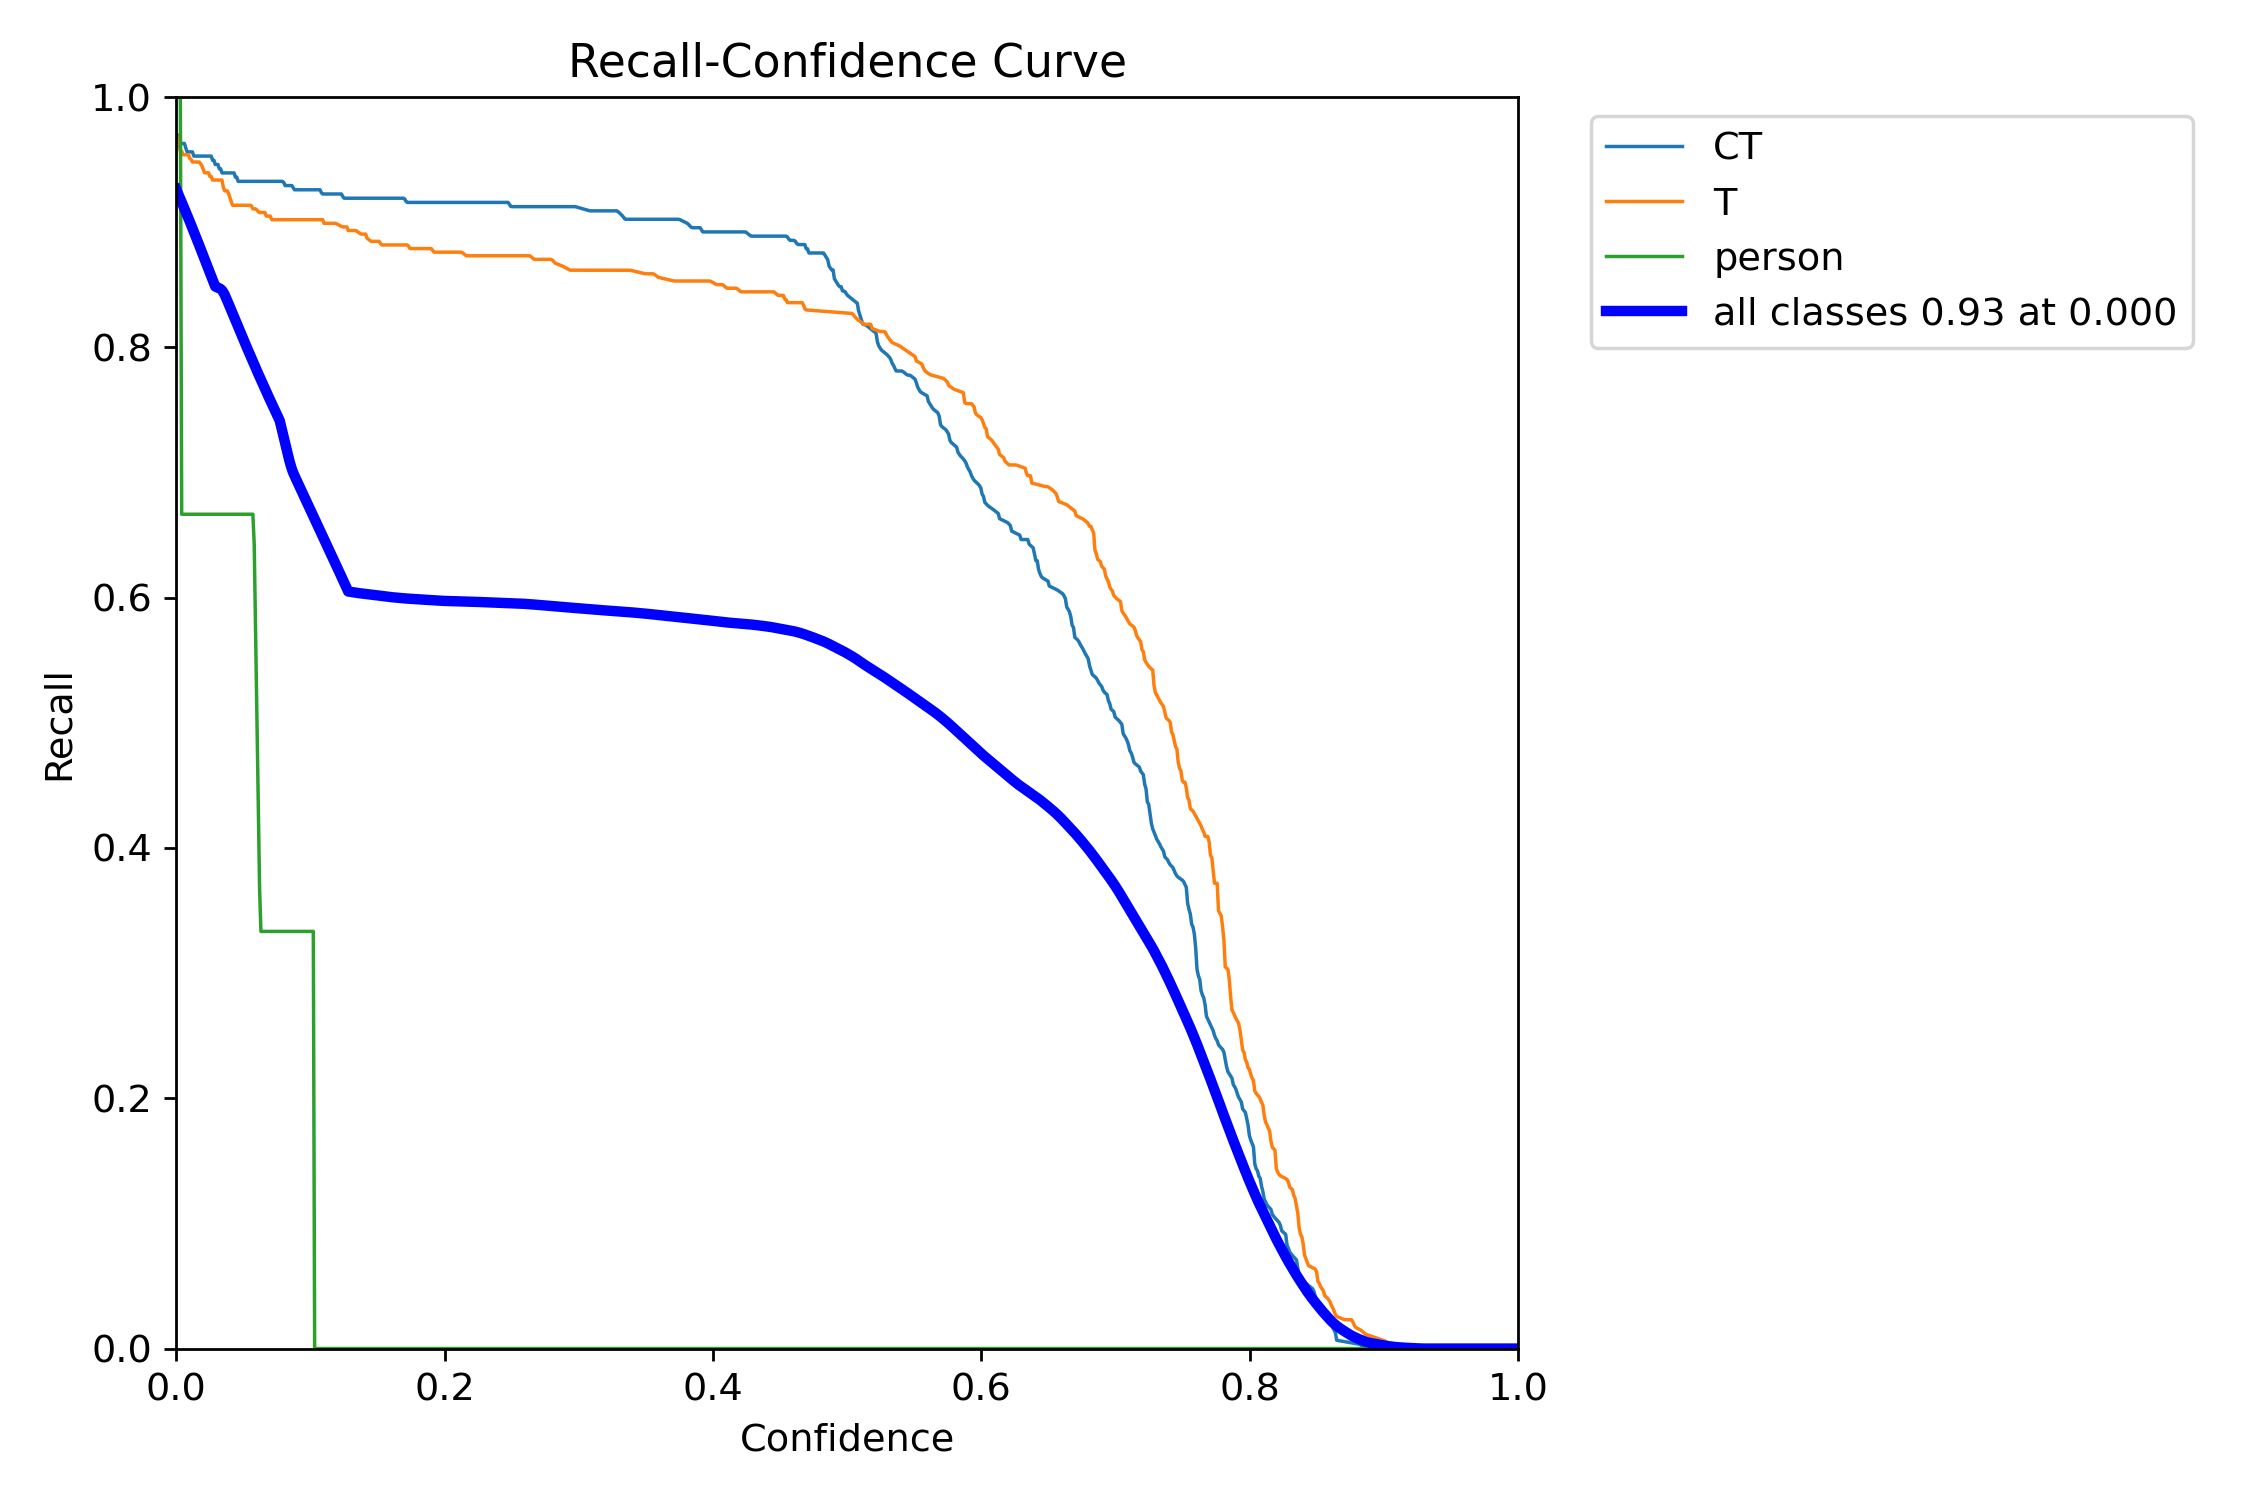 Recall-Confidence Curve
1.0
0.8
0.6
0.4
0.2
0.0
Recall
0.0 0.2 0.4 0.6 0.8 1.0
Confidence
CT
T
person
all classes 0.93 at 0.000